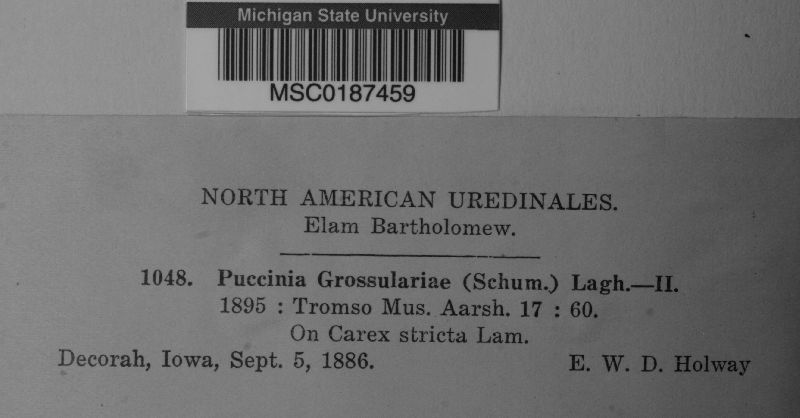 Michigan State University
MSC0187459
NORTH AMERICAN UREDINALES.
Elam Bartholomew.
1048. Puccinia Grossulariae (Schum.) Lagh.—II.
1895 : Tromso Mus. Aarsh. 17 : 60.
On Carex stricta Lam.
Decorah, Iowa, Sept. 5, 1886. E. W. D. Holway